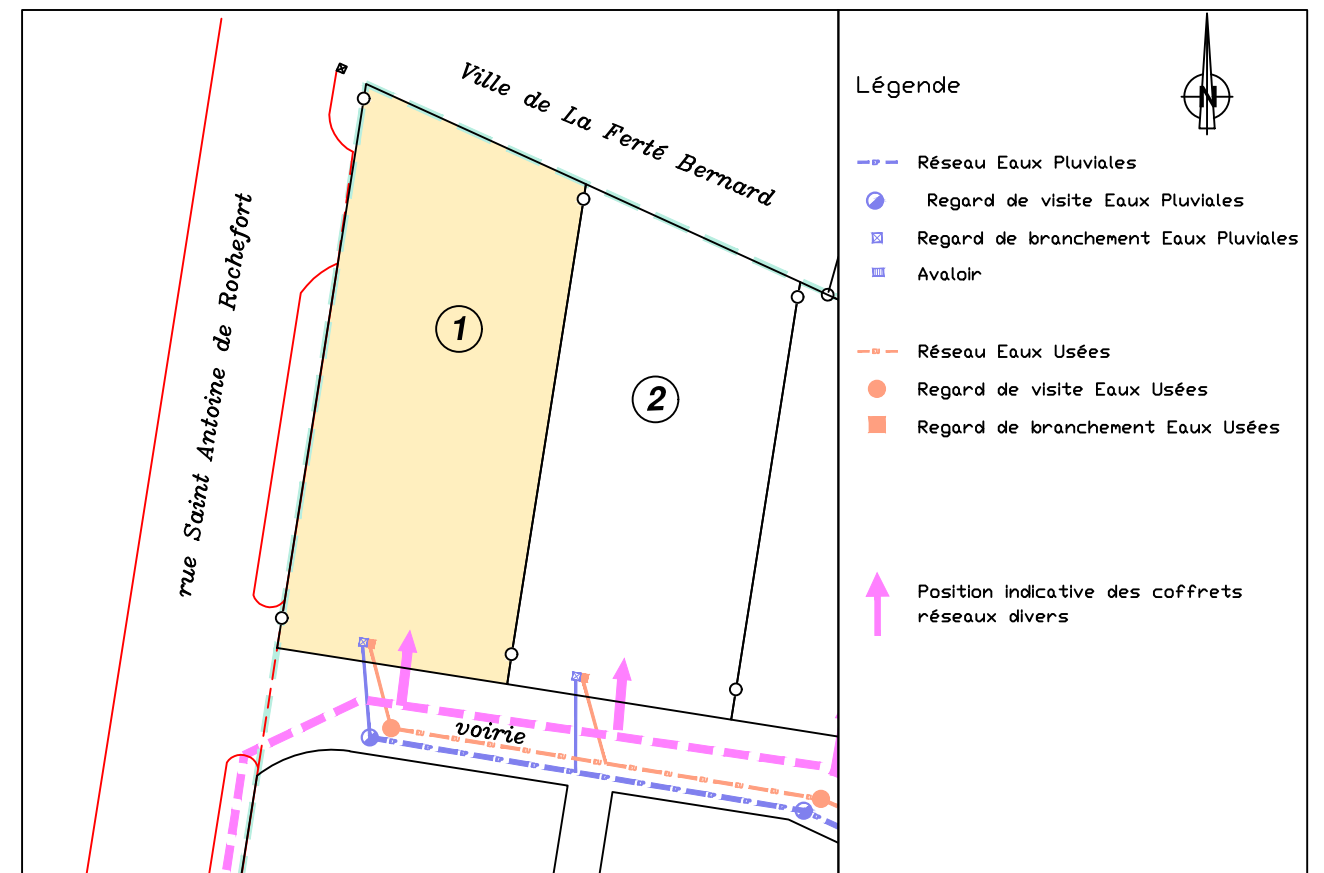 Ville de La Ferté Bernard
rue Saint Antoine de Rochefort
1
2
voirie
N
Légende
Réseau Eaux Pluviales
Regard de visite Eaux Pluviales
Regard de branchement Eaux Pluviales
Avaloir
Réseau Eaux Usées
Regard de visite Eaux Usées
Regard de branchement Eaux Usées
Position indicative des coffrets
réseaux divers